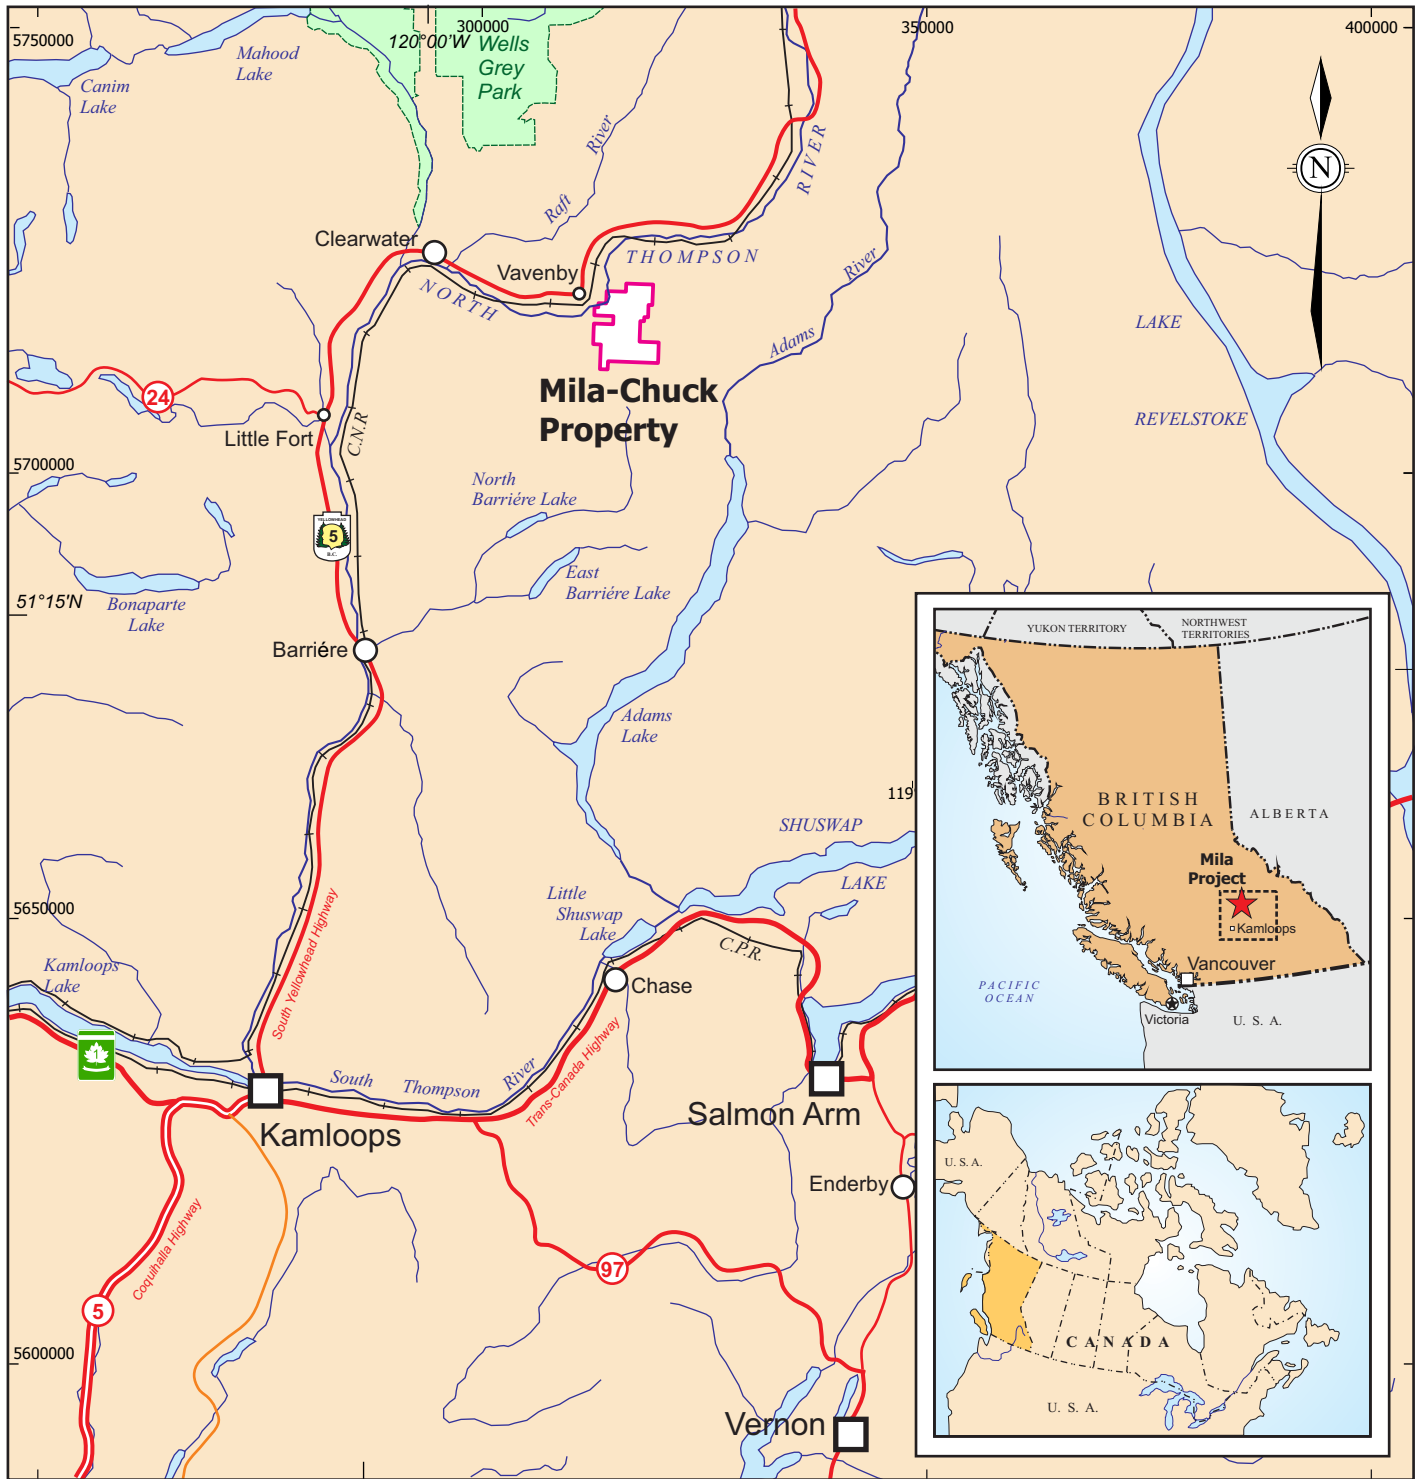 5750000
300000
120°00'W
350000
400000
Mahood
Lake
Canim
Lake
Wells
Grey
Park
River
Raft
RIVER
N
Clearwater
Vavenby
THOMPSON
NORTH
River
Adams
LAKE
REVELSTOKE
24
Little Fort
C.N.R
Mila-Chuck
Property
5700000
North
Barriére Lake
YELLOWHEAD
5
B.C.
East
Barriére Lake
51°15'N
Bonaparte
Lake
Barriére
Adams
Lake
119°
SHUSWAP
LAKE
Little
Shuswap
Lake
5650000
South Yellowhead Highway
C.P.R.
Kamloops
Lake
Chase
1
South Thompson River
Trans-Canada Highway
Kamloops
Salmon Arm
Enderby
Coquihalla Highway
97
5
5600000
Vernon
YUKON TERRITORY
NORTHWEST
TERRITORIES
BRITISH
COLUMBIA
ALBERTA
Mila
Project
Kamloops
Vancouver
PACIFIC
OCEAN
Victoria
U. S. A.
U. S. A.
CANADA
U. S. A.